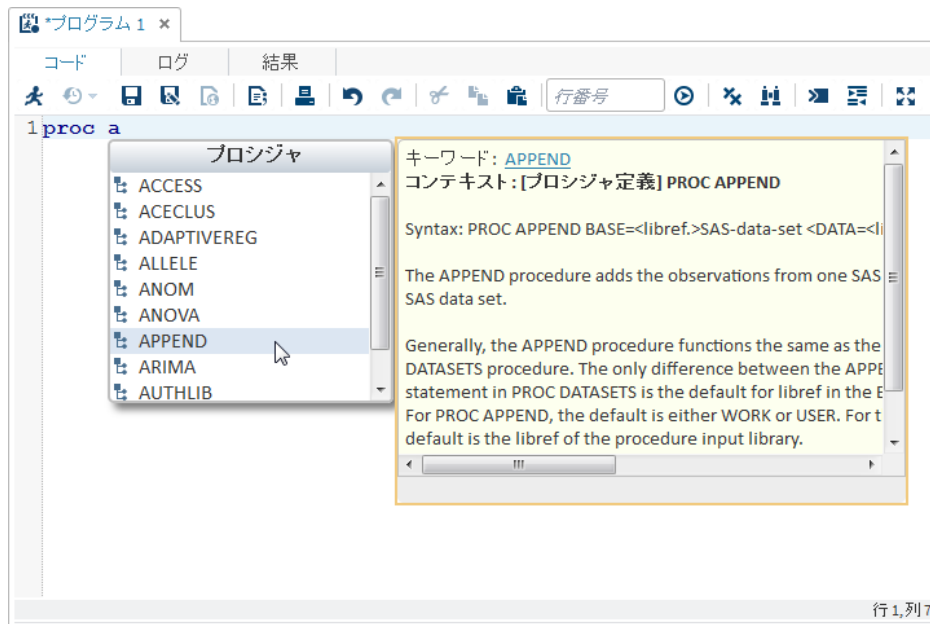 *プログラム 1
コード ログ 結果
行番号
1 proc a
プロシジャ
ACCESS
ACECLUS
ADAPTIVEREG
ALLELE
ANOM
ANOVA
APPEND
ARIMA
AUTHLIB
キーワード: APPEND
コンテキスト: [プロシジャ定義] PROC APPEND
Syntax: PROC APPEND BASE=<libref.>SAS-data-set <DATA=<li
The APPEND procedure adds the observations from one SAS
SAS data set.
Generally, the APPEND procedure functions the same as the
DATASETS procedure. The only difference between the APPE
statement in PROC DATASETS is the default for libref in the
For PROC APPEND, the default is either WORK or USER. For t
default is the libref of the procedure input library.
行 1,列 7